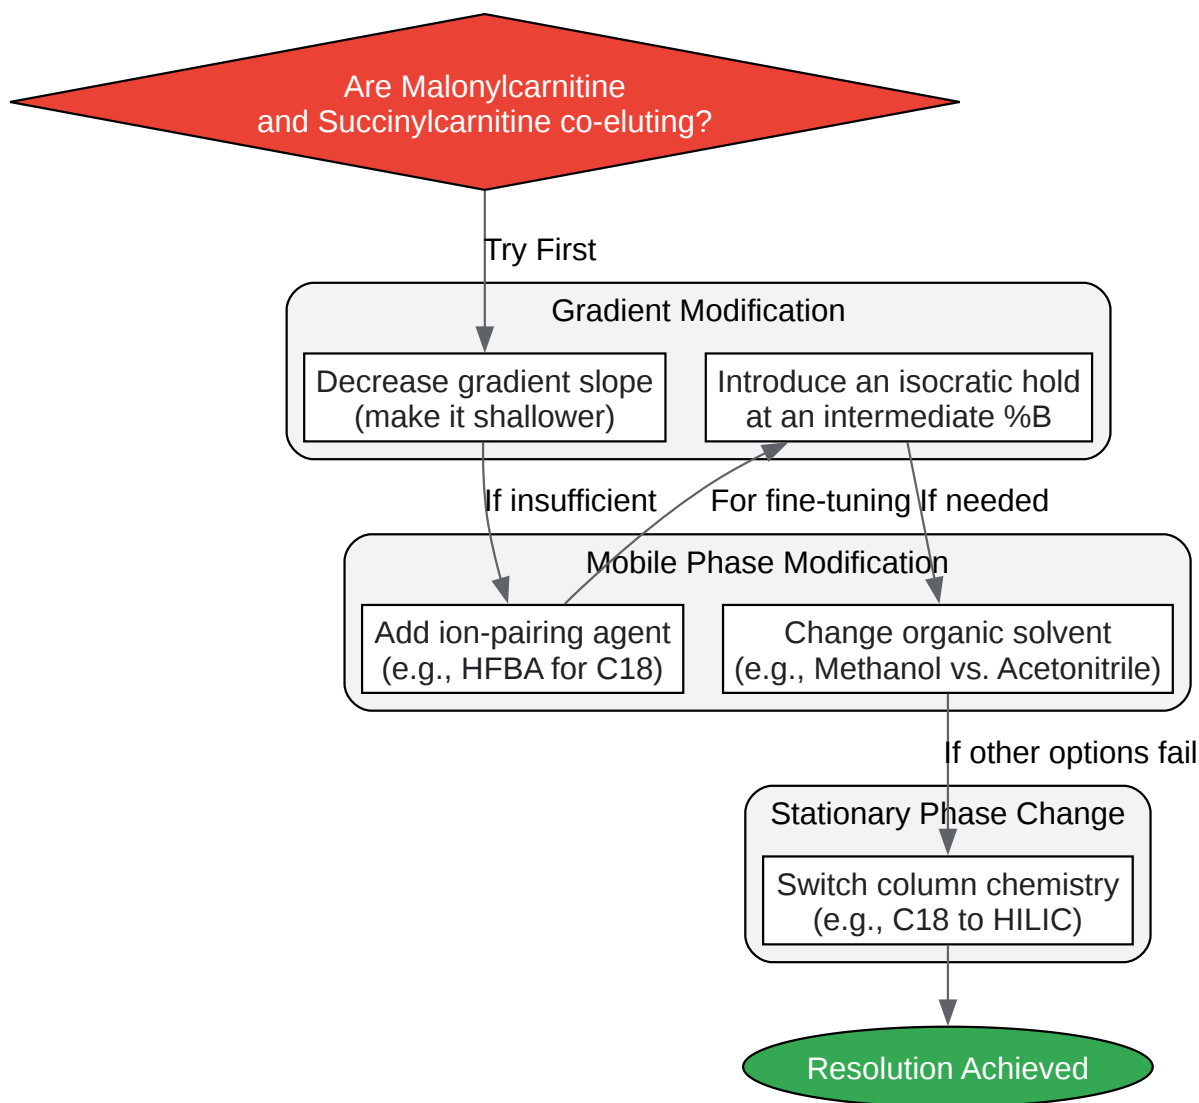 Are Malonylcarnitine
and Succinylcarnitine co-eluting?
Try First
Gradient Modification
Decrease gradient slope
(make it shallower)
Introduce an isocratic hold
at an intermediate %B
If insufficient
For fine-tuning
If needed
Mobile Phase Modification
Add ion-pairing agent
(e.g., HFBA for C18)
Change organic solvent
(e.g., Methanol vs. Acetonitrile)
If other options fail
Stationary Phase Change
Switch column chemistry
(e.g., C18 to HILIC)
Resolution Achieved